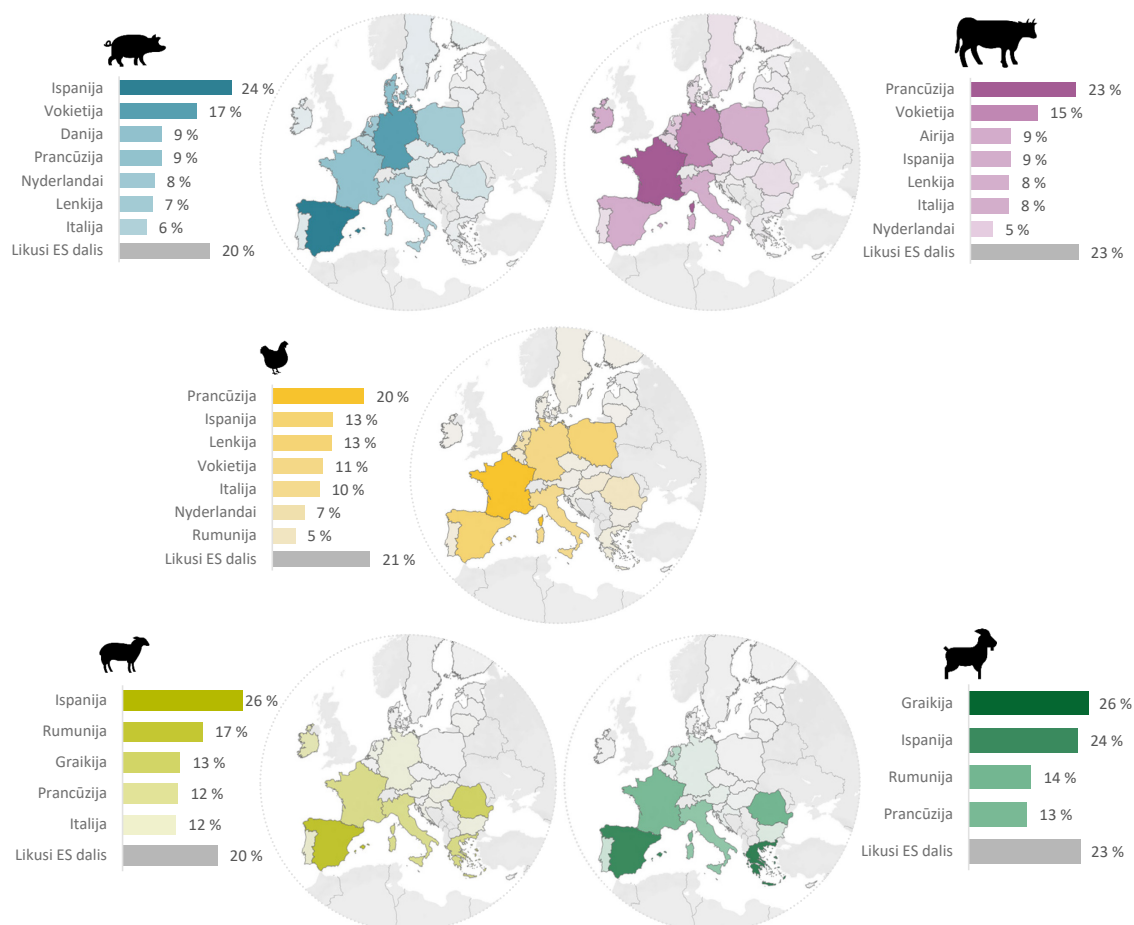 Ispanija 24 %
Vokietija 17 %
Danija 9 %
Prancūzija 9 %
Nyderlandai 8 %
Lenkija 7 %
Italija 6 %
Likusi ES dalis 20 %
Prancūzija 23 %
Vokietija 15 %
Airija 9 %
Ispanija 9 %
Lenkija 8 %
Italija 8 %
Nyderlandai 5 %
Likusi ES dalis 23 %
Prancūzija 20 %
Ispanija 13 %
Lenkija 13 %
Vokietija 11 %
Italija 10 %
Nyderlandai 7 %
Rumunija 5 %
Likusi ES dalis 21 %
Ispanija 26 %
Rumunija 17 %
Graikija 13 %
Prancūzija 12 %
Italija 12 %
Likusi ES dalis 20 %
Graikija 26 %
Ispanija 24 %
Rumunija 14 %
Prancūzija 13 %
Likusi ES dalis 23 %